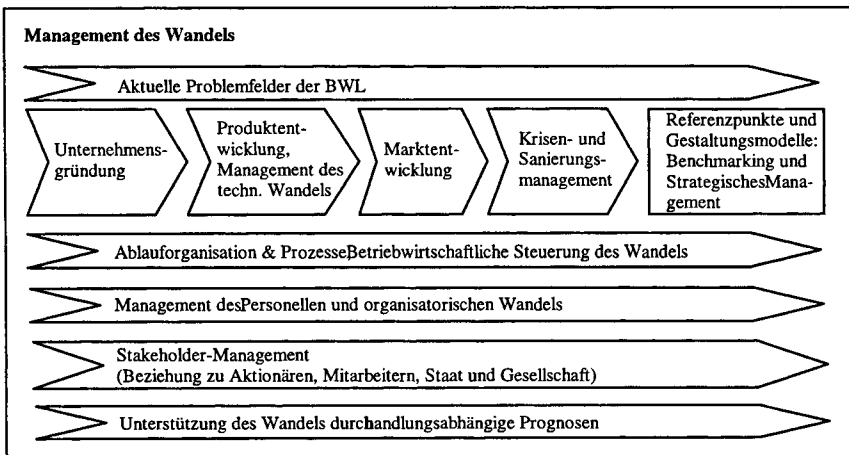 Management des Wandels
Aktuelle Problemfelder der BWL
Unternehmens-
gründung
Produktent-
wicklung,
Management des
techn. Wandels
Marktent-
wicklung
Krisen- und
Sanierungs-
management
Referenzpunkte und
Gestaltungsmodelle:
Benchmarking und
StrategischesMana-
gement
Ablauforganisation & ProzesseBetriebwirtschaftliche Steuerung des Wandels
Management desPersonellen und organisatorischen Wandels
Stakeholder-Management
(Beziehung zu Aktionären, Mitarbeitern, Staat und Gesellschaft)
Unterstützung des Wandels durchhandlungsabhängige Prognosen